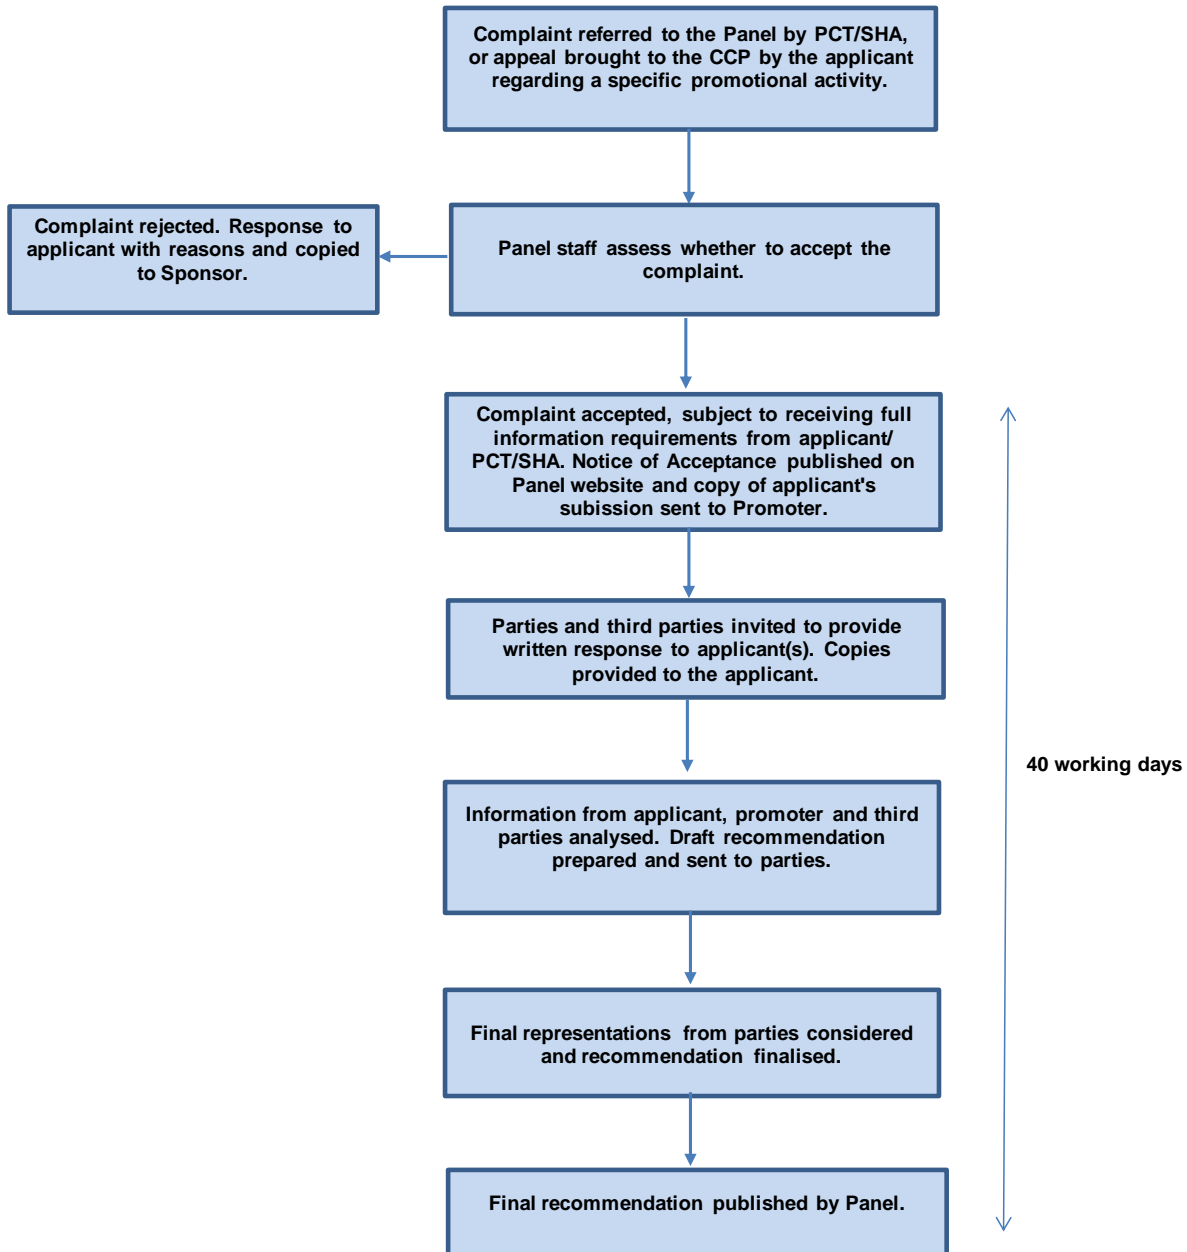 Complaint referred to the Panel by PCT/SHA,
or appeal brought to the CCP by the applicant
regarding a specific promotional activity.
Complaint rejected. Response to
applicant with reasons and copied
to Sponsor.
Panel staff assess whether to accept the
complaint.
Complaint accepted, subject to receiving full
information requirements from applicant/
PCT/SHA. Notice of Acceptance published on
Panel website and copy of applicant's
subission sent to Promoter.
Parties and third parties invited to provide
written response to applicant(s). Copies
provided to the applicant.
40 working days
Information from applicant, promoter and third
parties analysed. Draft recommendation
prepared and sent to parties.
Final representations from parties considered
and recommendation finalised.
Final recommendation published by Panel.